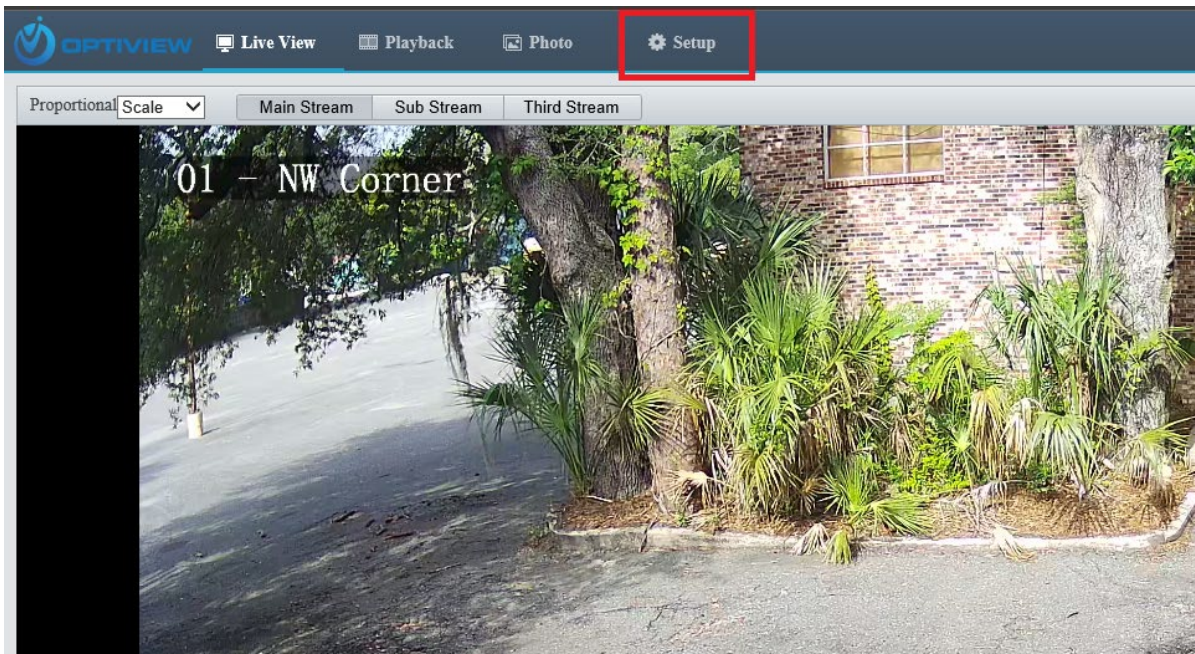 OPTIVIEW Live View Playback Photo Setup
Proportional Scale Main Stream Sub Stream Third Stream
01 - NW Corner